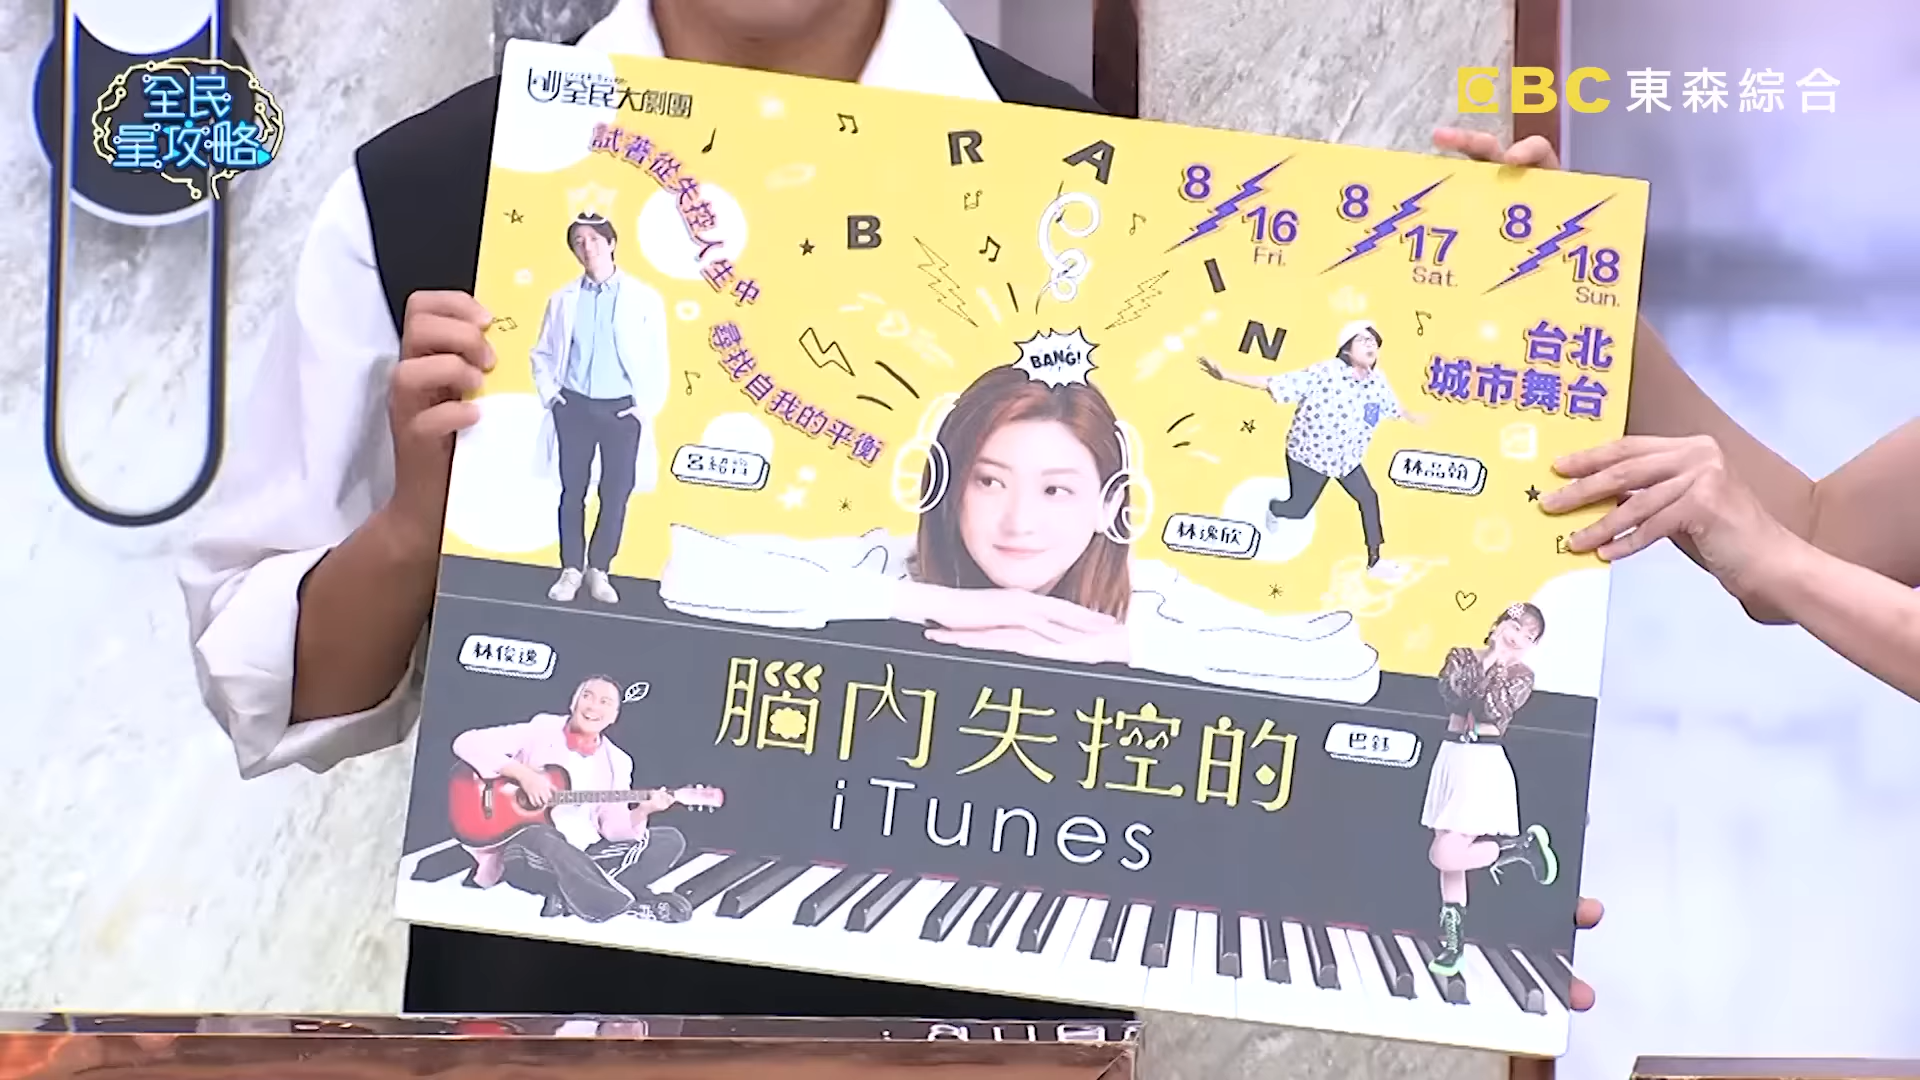 全民
星攻略
EBC 東森綜合
全民大劇團
試著從失控人生中
尋找自我的平衡
BRAIN
8/16 Fri.
8/17 Sat.
8/18 Sun.
台北
城市舞台
BANG!
呂紹齊
林品翰
林逸欣
林俊逸
巴鈺
腦內失控的
iTunes